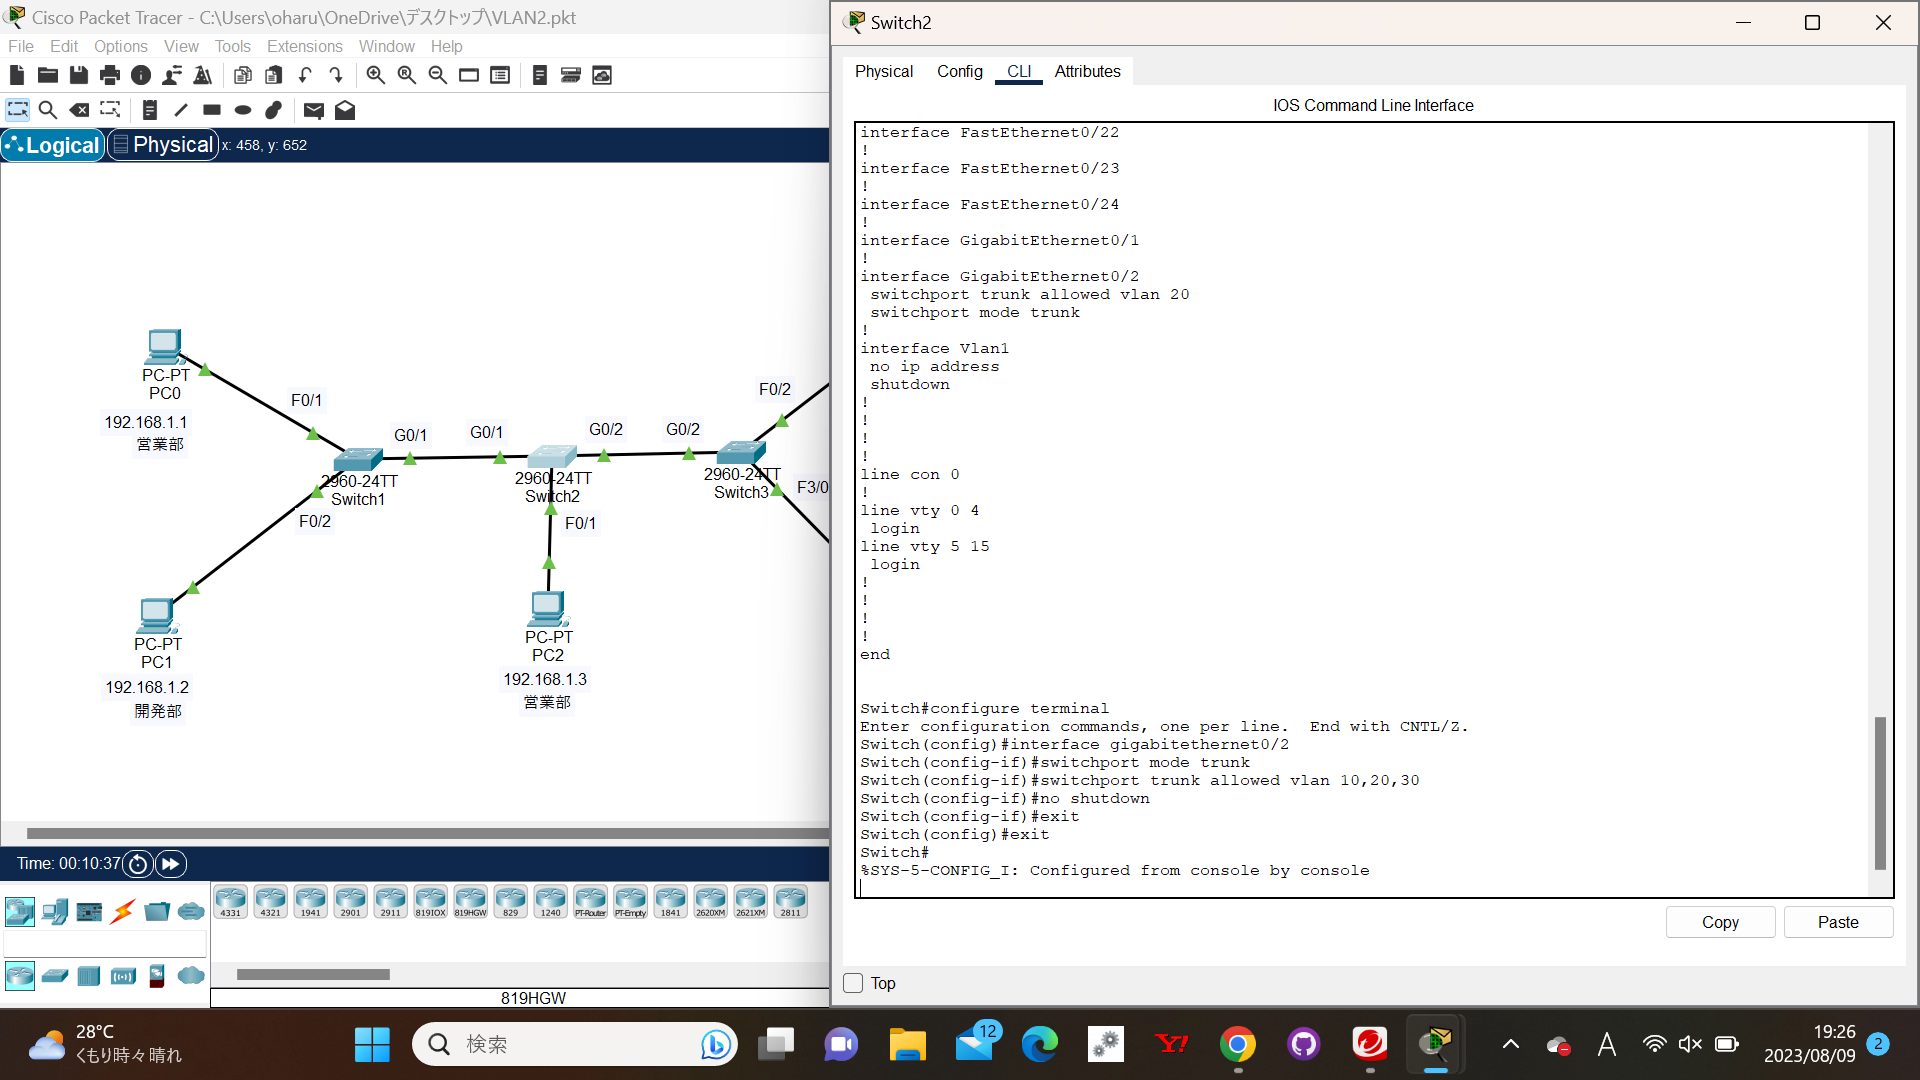 Cisco Packet Tracer - C:\Users\oharu\OneDrive\デスクトップ\VLAN2.pkt
File Edit Options View Tools Extensions Window Help
Logical Physical x: 458, y: 652
PC-PT
PC0
192.168.1.1
営業部
F0/1
G0/1
G0/1
G0/2
G0/2
F0/2
2960-24TT
Switch1
2960-24TT
Switch2
2960-24TT
Switch3
F3/0
F0/2
F0/1
PC-PT
PC1
192.168.1.2
開発部
PC-PT
PC2
192.168.1.3
営業部
Time: 00:10:37
4331 4321 1941 2901 2911 819IOX 819HGW 829 1240 PT-Router PT-Empty 1841 2620XM 2621XM 2811
819HGW
Switch2
Physical Config CLI Attributes
IOS Command Line Interface
interface FastEthernet0/22
!
interface FastEthernet0/23
!
interface FastEthernet0/24
!
interface GigabitEthernet0/1
!
interface GigabitEthernet0/2
switchport trunk allowed vlan 20
switchport mode trunk
!
interface Vlan1
no ip address
shutdown
!
!
!
!
line con 0
!
line vty 0 4
login
line vty 5 15
login
!
!
!
!
end
Switch#configure terminal
Enter configuration commands, one per line.  End with CNTL/Z.
Switch(config)#interface gigabitethernet0/2
Switch(config-if)#switchport mode trunk
Switch(config-if)#switchport trunk allowed vlan 10,20,30
Switch(config-if)#no shutdown
Switch(config-if)#exit
Switch(config)#exit
Switch#
%SYS-5-CONFIG_I: Configured from console by console
Copy Paste
Top
28°C
くもり時々晴れ
検索
12
Y!
A
19:26
2023/08/09
2